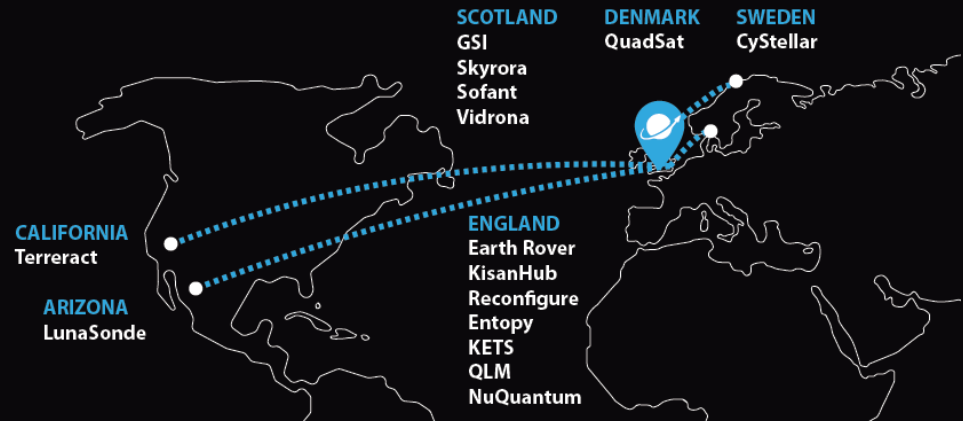 SCOTLAND
GSI
Skyrora
Sofant
Vidrona
DENMARK
QuadSat
SWEDEN
CyStellar
CALIFORNIA
Terreract
ARIZONA
LunaSonde
ENGLAND
Earth Rover
KisanHub
Reconfigure
Entopy
KETS
QLM
NuQuantum